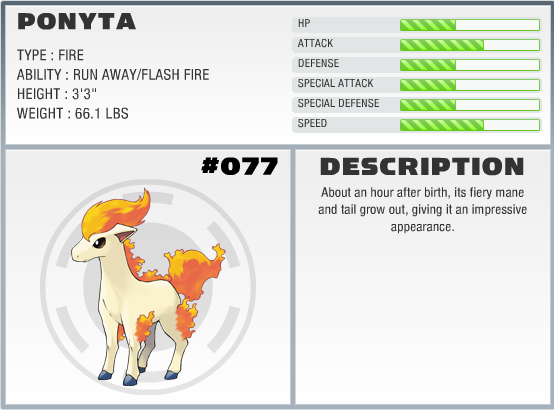 PONYTA
TYPE : FIRE
ABILITY : RUN AWAY/FLASH FIRE
HEIGHT : 3'3"
WEIGHT : 66.1 LBS
HP
ATTACK
DEFENSE
SPECIAL ATTACK
SPECIAL DEFENSE
SPEED
#077
DESCRIPTION
About an hour after birth, its fiery mane
and tail grow out, giving it an impressive
appearance.